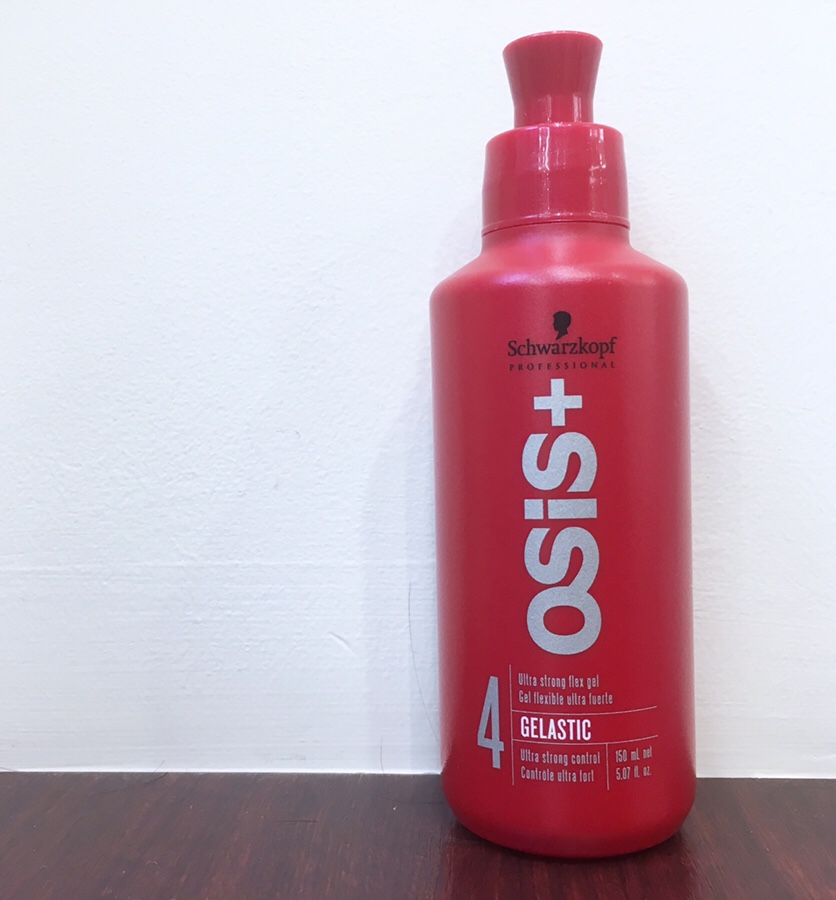 Schwarzkopf
PROFESSIONAL
OSiS+
4
Ultra strong flex gel
Gel flexible ultra fuerte
GELASTIC
Ultra strong control
Controle ultra fort
150 mL net
5.07 fl. oz.